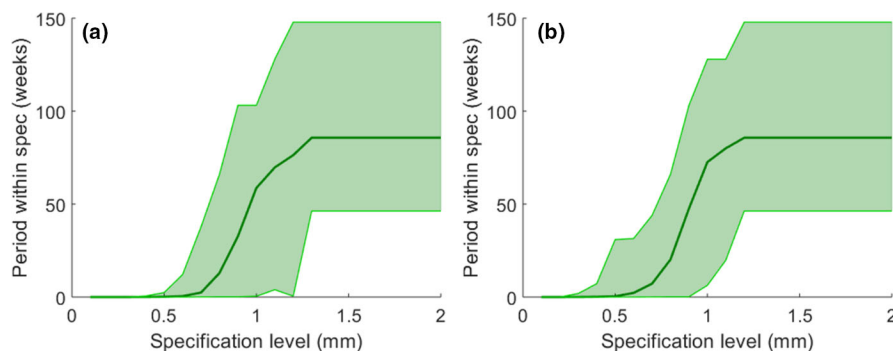 (a)
Period within spec (weeks)
150
100
50
0
0 0.5 1 1.5 2
Specification level (mm)
(b)
Period within spec (weeks)
150
100
50
0
0 0.5 1 1.5 2
Specification level (mm)